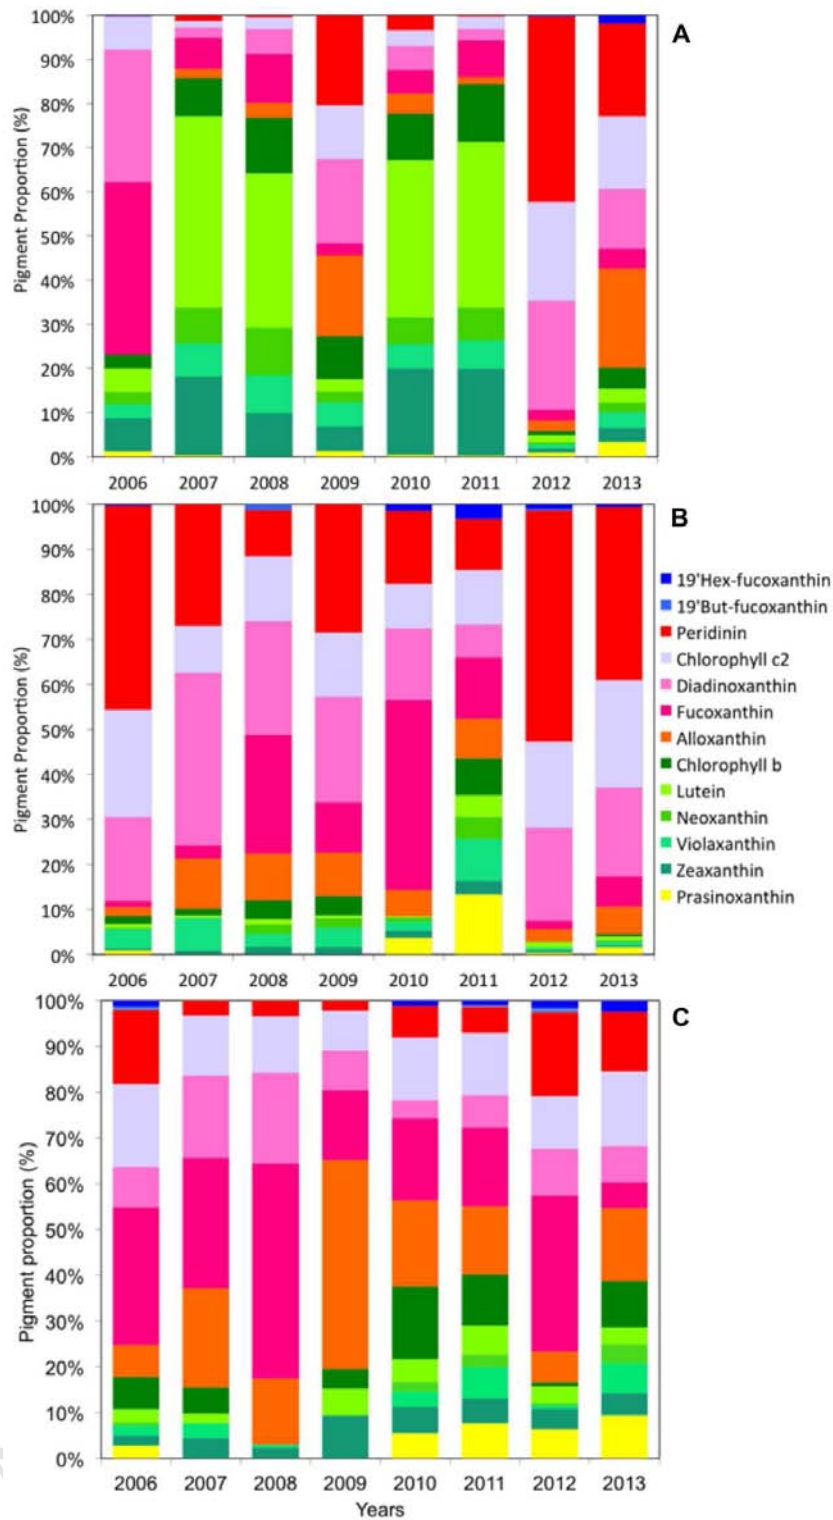 100%
90%
80%
70%
60%
50%
40%
30%
20%
10%
0%
Pigment Proportion (%)
A
2006 2007 2008 2009 2010 2011 2012 2013
100%
90%
80%
70%
60%
50%
40%
30%
20%
10%
0%
Pigment Proportion (%)
B
2006 2007 2008 2009 2010 2011 2012 2013
19'Hex-fucoxanthin
19'But-fucoxanthin
Peridinin
Chlorophyll c2
Diadinoxanthin
Fucoxanthin
Alloxanthin
Chlorophyll b
Lutein
Neoxanthin
Violaxanthin
Zeaxanthin
Prasinoxanthin
100%
90%
80%
70%
60%
50%
40%
30%
20%
10%
0%
Pigment proportion (%)
C
2006 2007 2008 2009 2010 2011 2012 2013
Years